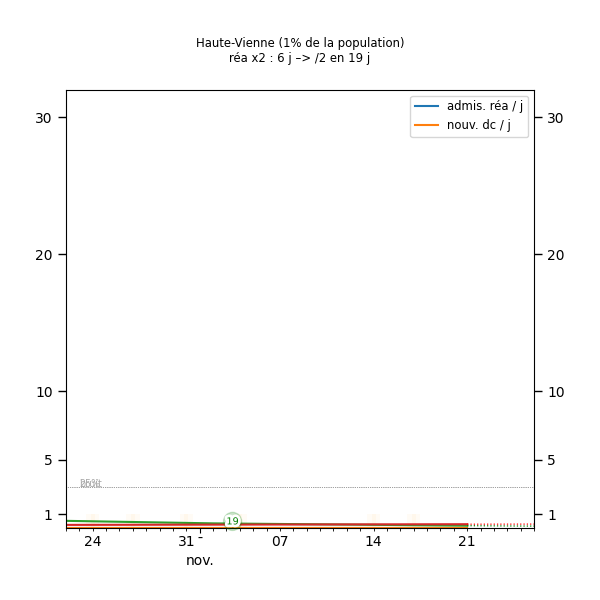 Haute-Vienne (1% de la population)
réa x2 : 6 j –> /2 en 19 j
admis. réa / j
nouv. dc / j
30 30
20 20
10 10
5 5
1 1
19
24 31 - 07 14 21
nov.